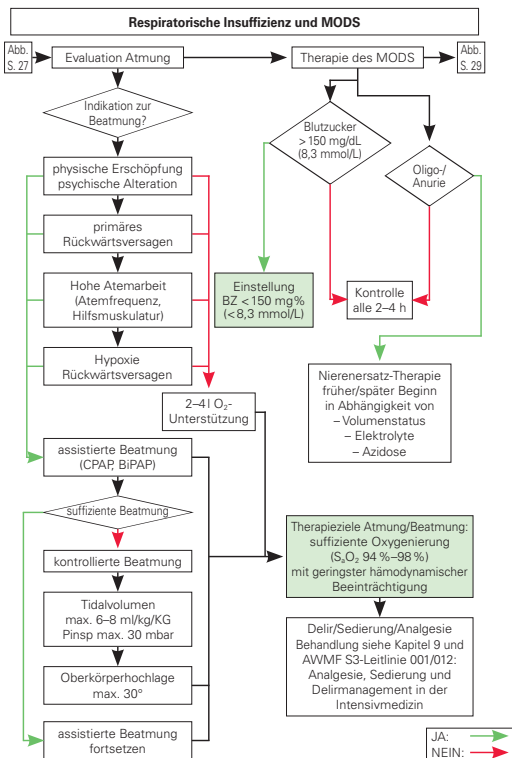 Respiratorische Insuffizienz und MODS
Abb.
S. 27
Evaluation Atmung
Therapie des MODS
Abb.
S. 29
Indikation zur
Beatmung?
Blutzucker
> 150 mg/dL
(8,3 mmol/L)
Oligo-/
Anurie
physische Erschöpfung
psychische Alteration
primäres
Rückwärtsversagen
Hohe Atemarbeit
(Atemfrequenz,
Hilfsmuskulatur)
Hypoxie
Rückwärtsversagen
Einstellung
BZ < 150 mg%
(< 8,3 mmol/L)
Kontrolle
alle 2–4 h
Nierenersatz-Therapie
früher/später Beginn
in Abhängigkeit von
– Volumenstatus
– Elektrolyte
– Azidose
2–4 l O₂-
Unterstützung
assistierte Beatmung
(CPAP, BiPAP)
suffiziente Beatmung
kontrollierte Beatmung
Tidalvolumen
max. 6–8 ml/kg/KG
Pinsp max. 30 mbar
Oberkörperhochlage
max. 30°
assistierte Beatmung
fortsetzen
Therapieziele Atmung/Beatmung:
suffiziente Oxygenierung
(SₐO₂ 94 %–98 %)
mit geringster hämodynamischer
Beeinträchtigung
Delir/Sedierung/Analgesie
Behandlung siehe Kapitel 9 und
AWMF S3-Leitlinie 001/012:
Analgesie, Sedierung und
Delirmanagement in der
Intensivmedizin
JA:
NEIN: